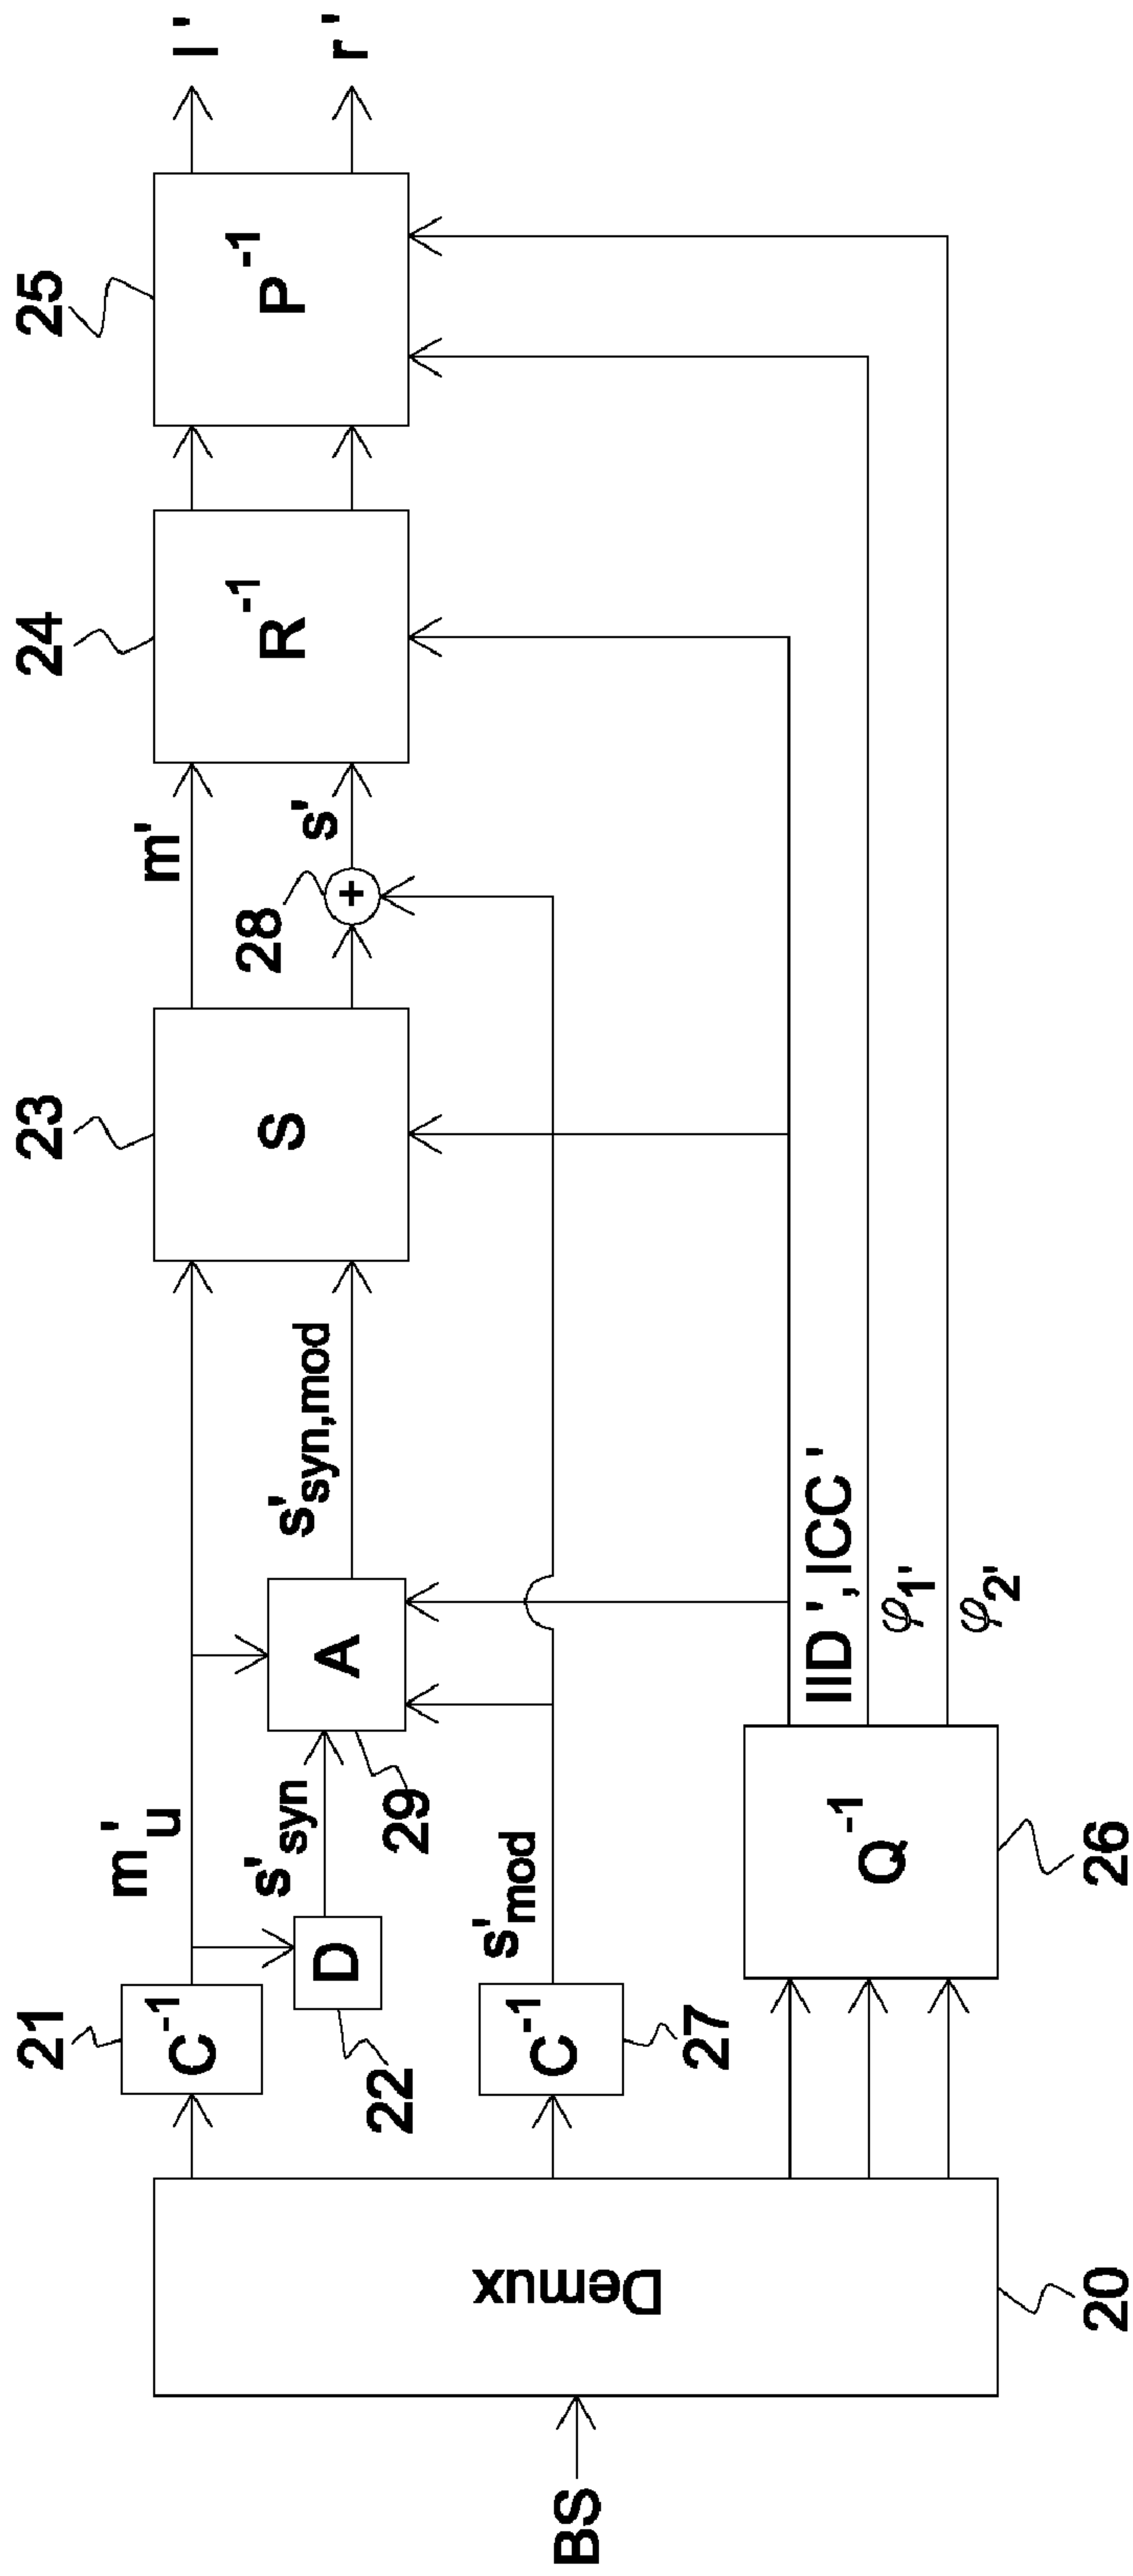 BS
20
Demux
21
C-1
22
D
27
C-1
26
Q-1
m'u
s'syn
s'mod
29
A
s'syn,mod
IID', ICC'
φ1'
φ2'
23
S
28
+
m'
s'
24
R-1
25
P-1
l'
r'